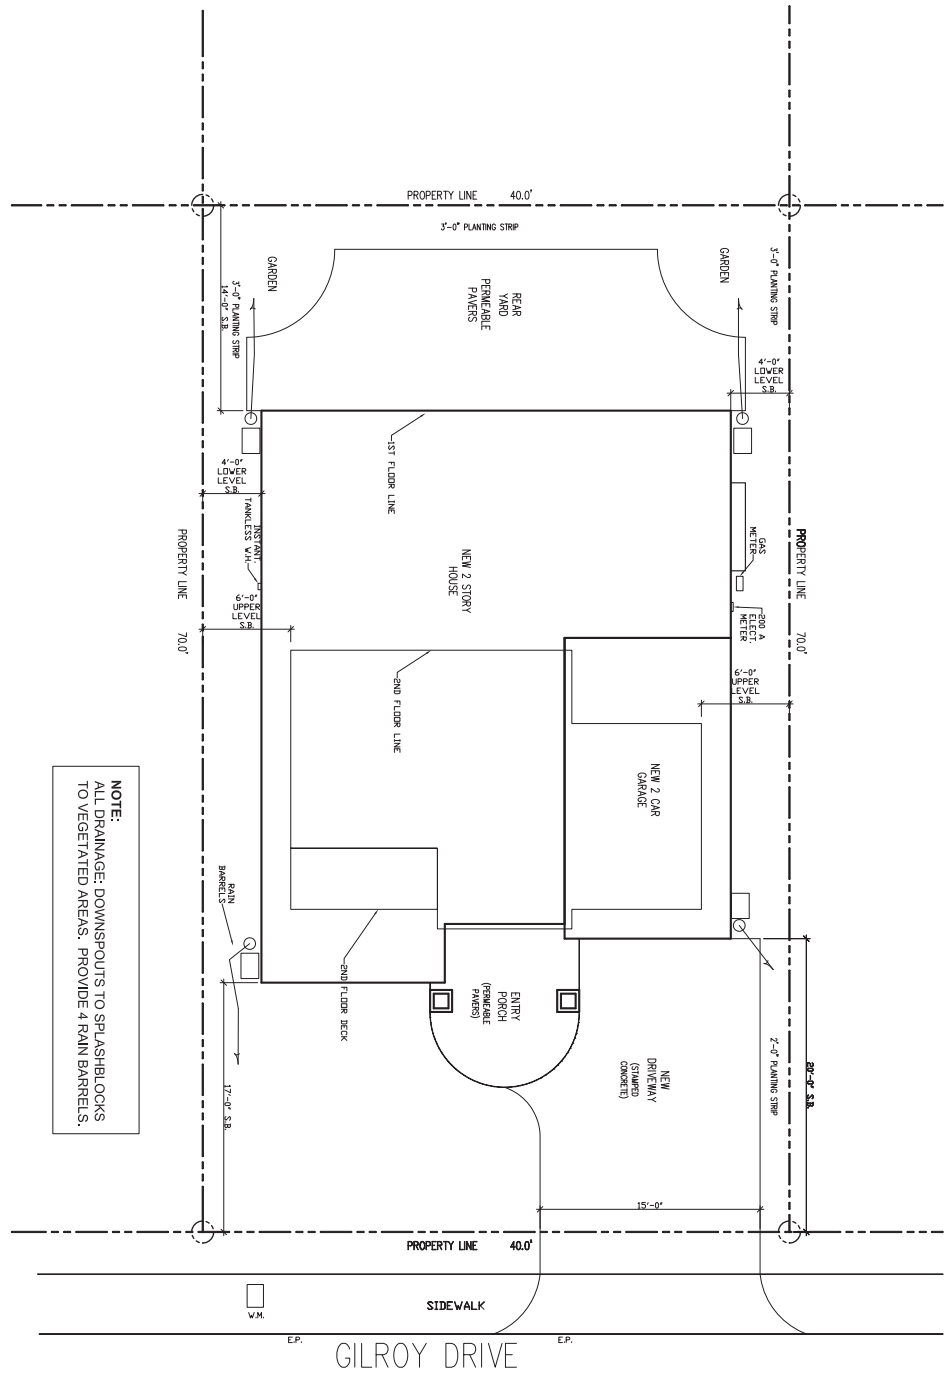 PROPERTY LINE 40.0'
3'-0" PLANTING STRIP
GARDEN
GARDEN
3'-0" PLANTING STRIP
3'-0" PLANTING STRIP
14'-0" S.B.
REAR
YARD
PERMEABLE
PAVERS
4'-0"
LOWER
LEVEL
S.B.
1ST FLOOR LINE
4'-0"
LOWER
LEVEL
S.B.
INSTANT.
TANKLESS W.H.
PROPERTY LINE 70.0'
NEW 2 STORY
HOUSE
GAS
METER
200 A
ELECT.
METER
PROPERTY LINE 70.0'
6'-0"
UPPER
LEVEL
S.B.
6'-0"
UPPER
LEVEL
S.B.
2ND FLOOR LINE
NEW 2 CAR
GARAGE
NOTE:
ALL DRAINAGE: DOWNSPOUTS TO SPLASHBLOCKS
TO VEGETATED AREAS. PROVIDE 4 RAIN BARRELS.
RAIN
BARRELS
2ND FLOOR DECK
ENTRY
PORCH
(PERMEABLE
PAVERS)
NEW
DRIVEWAY
(STAMPED
CONCRETE)
2'-0" PLANTING STRIP
20'-0" S.B.
17'-0" S.B.
15'-0"
PROPERTY LINE 40.0'
SIDEWALK
W.M.
E.P.
E.P.
GILROY DRIVE